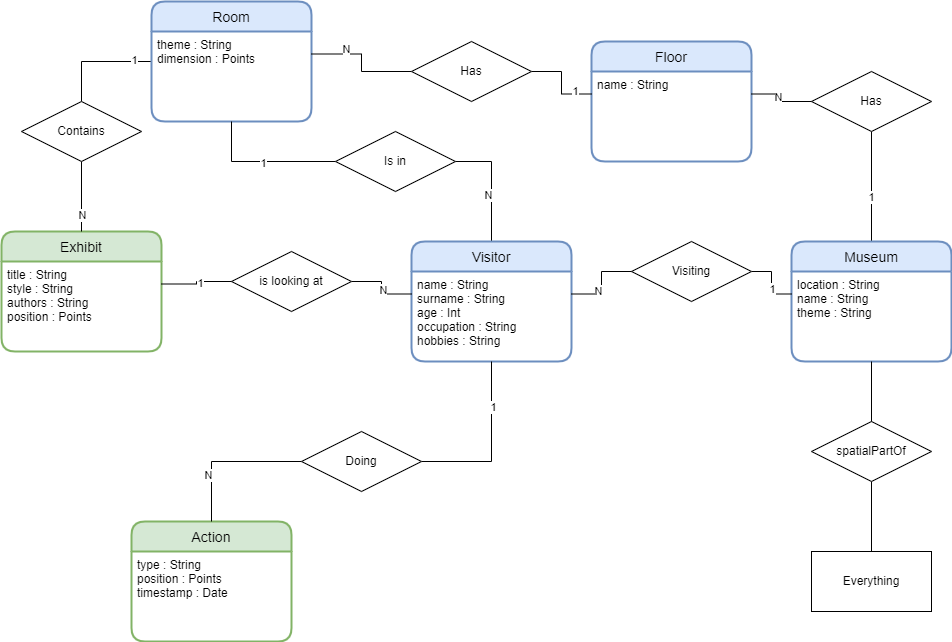 Room
theme : String
dimension : Points
N
Has
1
Floor
name : String
N
Has
1
1
Contains
N
1
Is in
N
Exhibit
title : String
style : String
authors : String
position : Points
1
is looking at
N
Visitor
name : String
surname : String
age : Int
occupation : String
hobbies : String
N
Visiting
1
Museum
location : String
name : String
theme : String
1
Doing
N
spatialPartOf
Action
type : String
position : Points
timestamp : Date
Everything